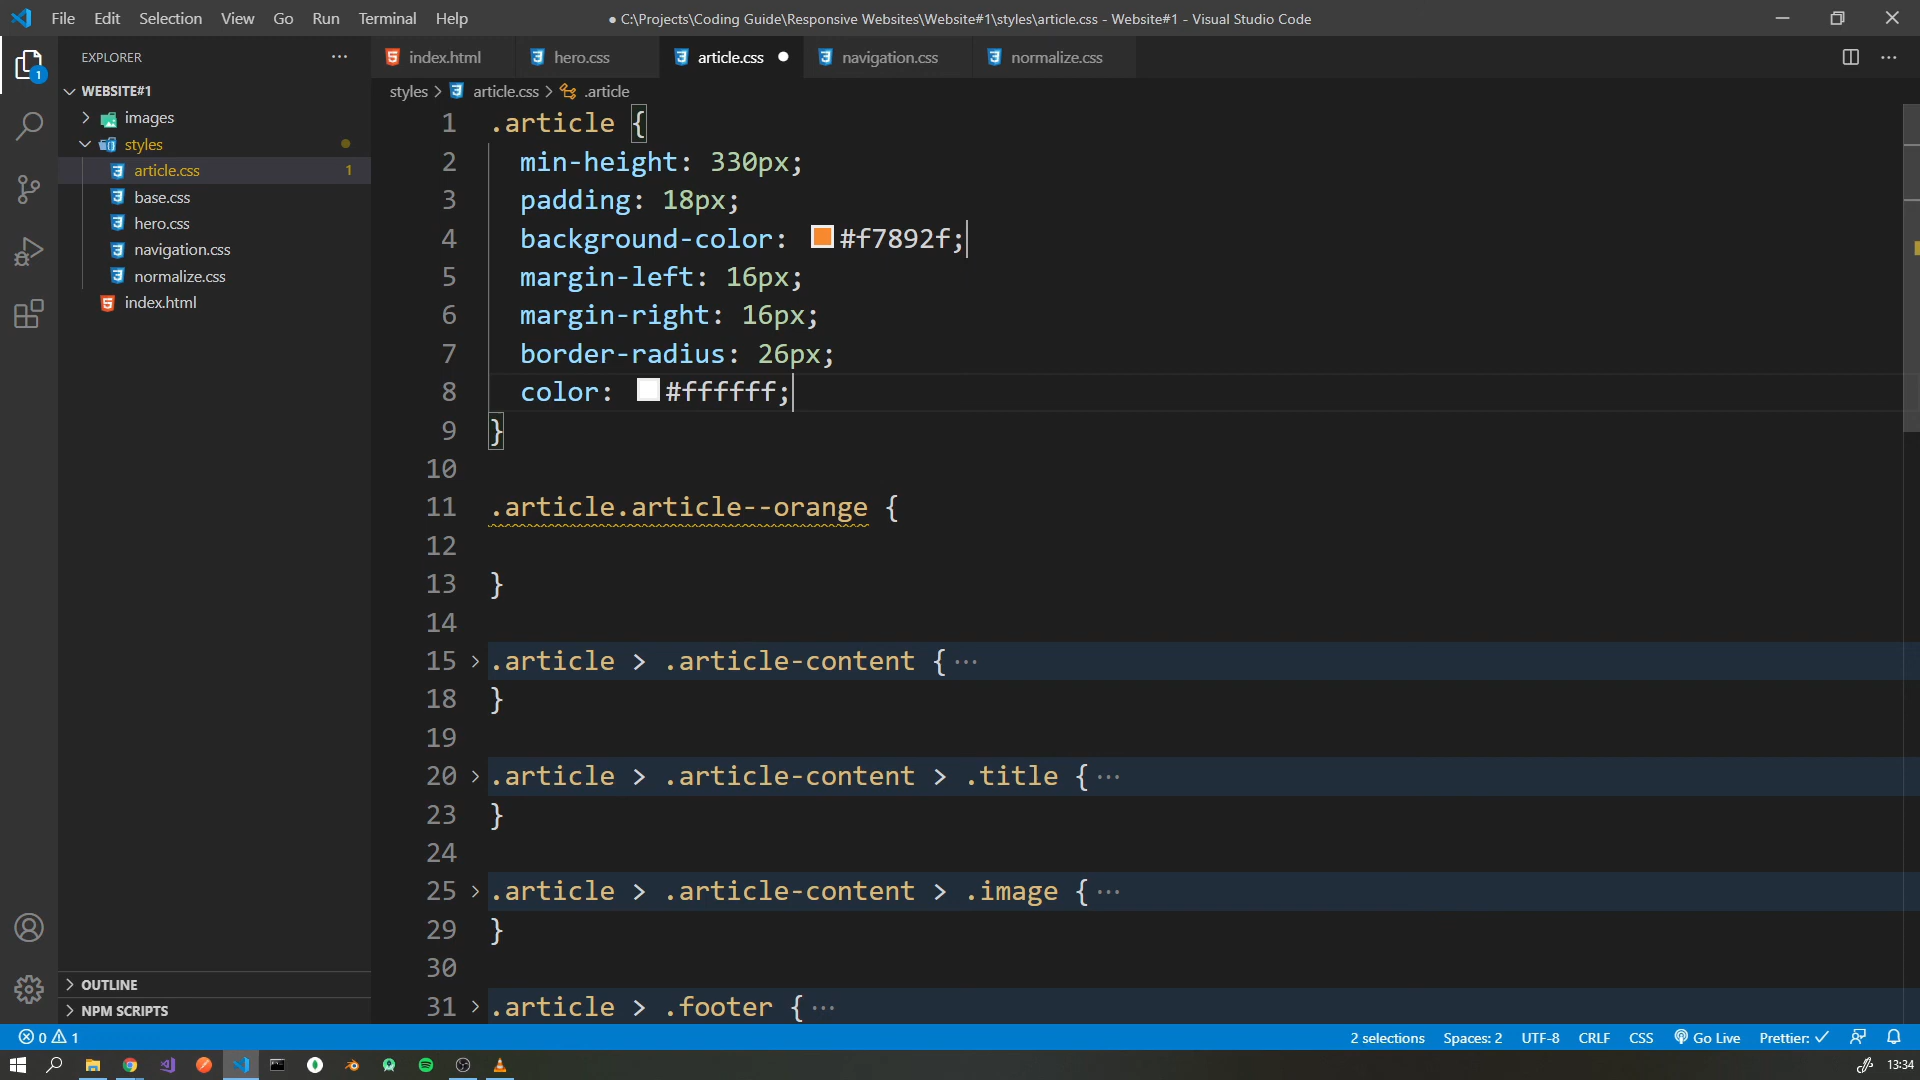 File Edit Selection View Go Run Terminal Help
● C:\Projects\Coding Guide\Responsive Websites\Website#1\styles\article.css - Website#1 - Visual Studio Code
EXPLORER
index.html hero.css article.css navigation.css normalize.css
styles > article.css > .article
1
WEBSITE#1
images
styles
article.css 1
base.css
hero.css
navigation.css
normalize.css
index.html
1 .article {
2 min-height: 330px;
3 padding: 18px;
4 background-color: #f7892f;
5 margin-left: 16px;
6 margin-right: 16px;
7 border-radius: 26px;
8 color: #ffffff;
9 }
10
11 .article.article--orange {
12
13 }
14
15 .article > .article-content {···
18 }
19
20 .article > .article-content > .title {···
23 }
24
25 .article > .article-content > .image {···
29 }
30
31 .article > .footer {···
OUTLINE
NPM SCRIPTS
0 1
2 selections Spaces: 2 UTF-8 CRLF CSS Go Live Prettier: ✓
13:34